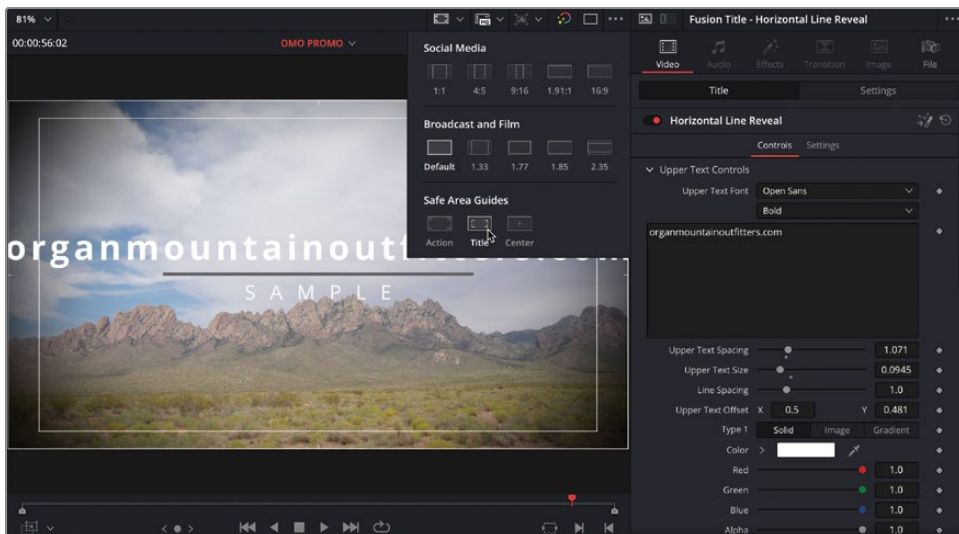 81%
00:00:56:02
OMO PROMO
Fusion Title - Horizontal Line Reveal
Social Media
1:1 4:5 9:16 1.91:1 16:9
Broadcast and Film
Default 1.33 1.77 1.85 2.35
Safe Area Guides
Action Title Center
organmountainoutfitters.com
SAMPLE
Video Audio Effects Transition Image File
Title Settings
Horizontal Line Reveal
Controls Settings
Upper Text Controls
Upper Text Font Open Sans
Bold
organmountainoutfitters.com
Upper Text Spacing 1.071
Upper Text Size 0.0945
Line Spacing 1.0
Upper Text Offset X 0.5 Y 0.481
Type 1 Solid Image Gradient
Color
Red 1.0
Green 1.0
Blue 1.0
Alpha 1.0